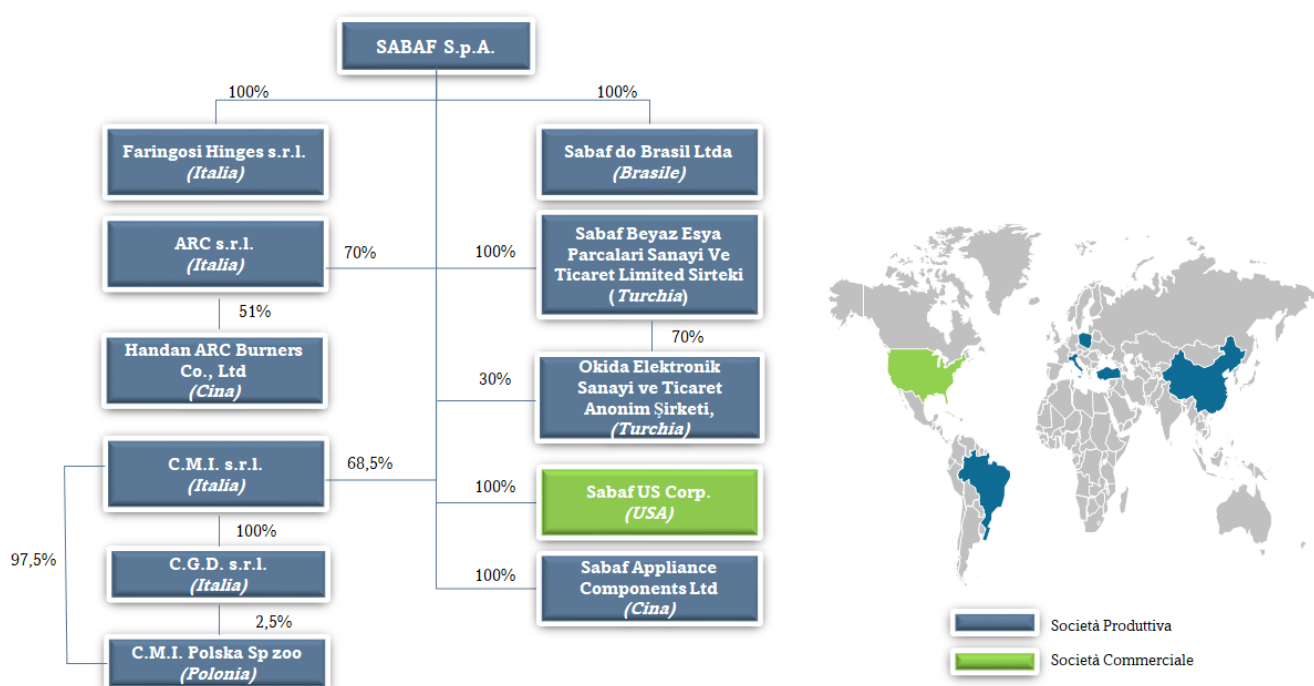 SABAF S.p.A.
100%
100%
Faringosi Hinges s.r.l.
(Italia)
Sabaf do Brasil Ltda
(Brasile)
ARC s.r.l.
(Italia)
70%
100%
Sabaf Beyaz Esya
Parcalari Sanayi Ve
Ticaret Limited Sirteki
(Turchia)
51%
70%
Handan ARC Burners
Co., Ltd
(Cina)
30%
Okida Elektronik
Sanayi ve Ticaret
Anonim Şirketi,
(Turchia)
C.M.I. s.r.l.
(Italia)
68,5%
100%
Sabaf US Corp.
(USA)
100%
97,5%
C.G.D. s.r.l.
(Italia)
100%
Sabaf Appliance
Components Ltd
(Cina)
2,5%
C.M.I. Polska Sp zoo
(Polonia)
Società Produttiva
Società Commerciale